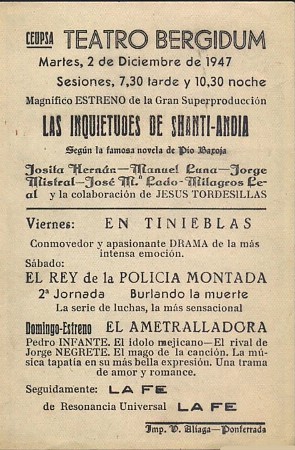 CEUPSA TEATRO BERGIDUM
Martes, 2 de Diciembre de 1947
Sesiones, 7,30 tarde y 10,30 noche
Magnífico ESTRENO de la Gran Superproducción
LAS INQUIETUDES DE SHANTI-ANDIA
Según la famosa novela de Pío Baroja
Josita Hernán—Manuel Luna—Jorge
Mistral—José M.ª Lado—Milagros Le-
al y la colaboración de JESUS TORDESILLAS
Viernes: EN TINIEBLAS
Conmovedor y apasionante DRAMA de la más
intensa emoción.
Sábado:
EL REY de la POLICIA MONTADA
2ª Jornada Burlando la muerte
La serie de luchas, la más sensacional
Domingo-Estreno EL AMETRALLADORA
Pedro INFANTE. El ídolo mejicano—El rival de
Jorge NEGRETE. El mago de la canción. La mú-
sica tapatía en su más bella expresión. Una trama
de amor y romance.
Seguidamente: LA FE
de Resonancia Universal LA FE
Imp. V. Aliaga—Ponferrada